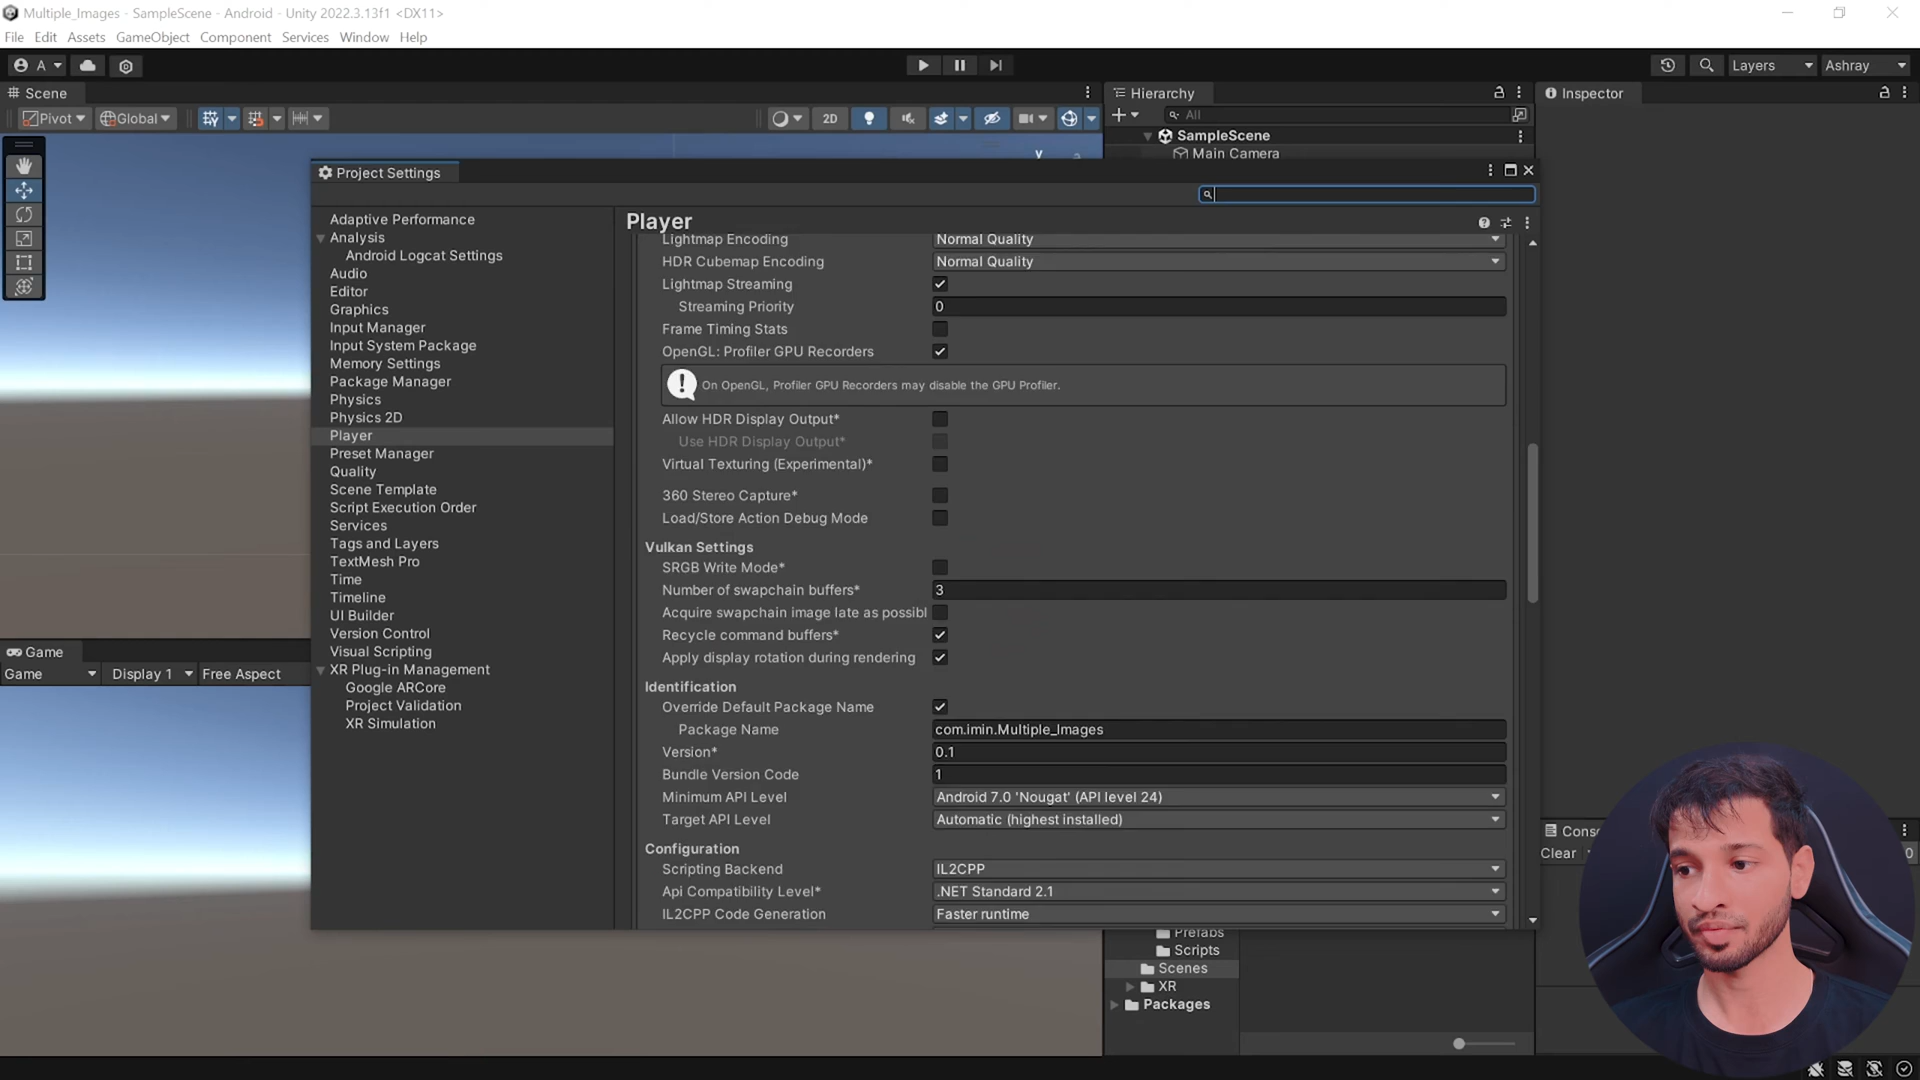 Multiple_Images - SampleScene - Android - Unity 2022.3.13f1 <DX11>
File Edit Assets GameObject Component Services Window Help
A
Layers
Ashray
Scene
Hierarchy
Inspector
Pivot
Global
2D
All
SampleScene
Main Camera
Project Settings
Adaptive Performance
Analysis
Android Logcat Settings
Audio
Editor
Graphics
Input Manager
Input System Package
Memory Settings
Package Manager
Physics
Physics 2D
Player
Preset Manager
Quality
Scene Template
Script Execution Order
Services
Tags and Layers
TextMesh Pro
Time
Timeline
UI Builder
Version Control
Visual Scripting
XR Plug-in Management
Google ARCore
Project Validation
XR Simulation
Player
Lightmap Encoding Normal Quality
HDR Cubemap Encoding Normal Quality
Lightmap Streaming
Streaming Priority 0
Frame Timing Stats
OpenGL: Profiler GPU Recorders
On OpenGL, Profiler GPU Recorders may disable the GPU Profiler.
Allow HDR Display Output*
Use HDR Display Output*
Virtual Texturing (Experimental)*
360 Stereo Capture*
Load/Store Action Debug Mode
Vulkan Settings
SRGB Write Mode*
Number of swapchain buffers* 3
Acquire swapchain image late as possibl
Recycle command buffers*
Apply display rotation during rendering
Identification
Override Default Package Name
Package Name com.imin.Multiple_Images
Version* 0.1
Bundle Version Code 1
Minimum API Level Android 7.0 'Nougat' (API level 24)
Target API Level Automatic (highest installed)
Configuration
Scripting Backend IL2CPP
Api Compatibility Level* .NET Standard 2.1
IL2CPP Code Generation Faster runtime
Game
Game Display 1 Free Aspect
Conso
Clear
0
Prefabs
Scripts
Scenes
XR
Packages